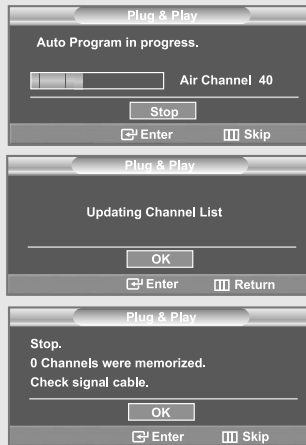 Plug & Play
Auto Program in progress.
Air Channel 40
Stop
Enter Skip
Plug & Play
Updating Channel List
OK
Enter Return
Plug & Play
Stop.
0 Channels were memorized.
Check signal cable.
OK
Enter Skip